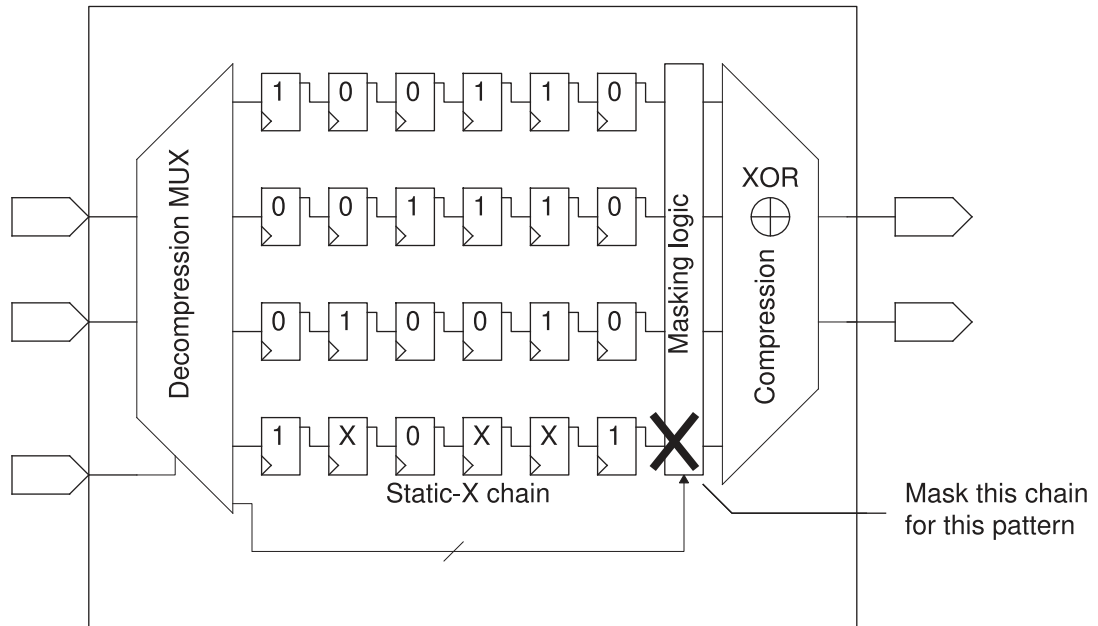 1 0 0 1 1 0
Decompression MUX
0 0 1 1 1 0
Masking logic
XOR
Compression
0 1 0 0 1 0
1 X 0 X X 1
Static-X chain
Mask this chain
for this pattern